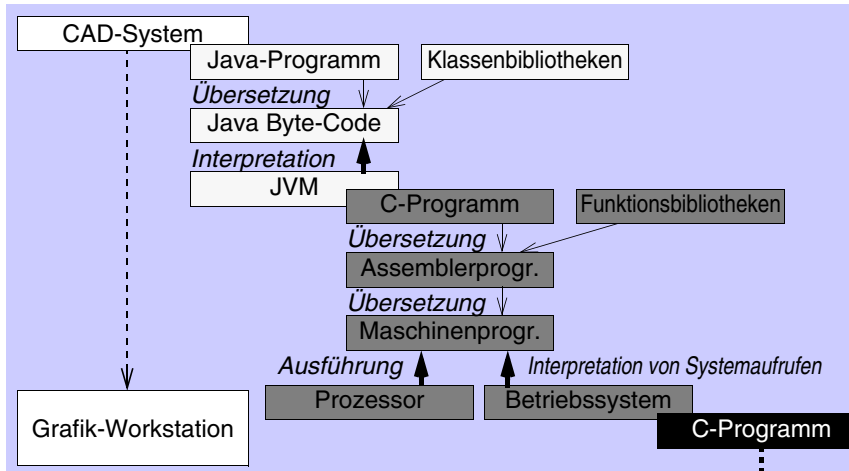 CAD-System
Java-Programm
Klassenbibliotheken
Übersetzung
Java Byte-Code
Interpretation
JVM
C-Programm
Funktionsbibliotheken
Übersetzung
Assemblerprogr.
Übersetzung
Maschinenprogr.
Ausführung
Interpretation von Systemaufrufen
Prozessor
Betriebssystem
Grafik-Workstation
C-Programm